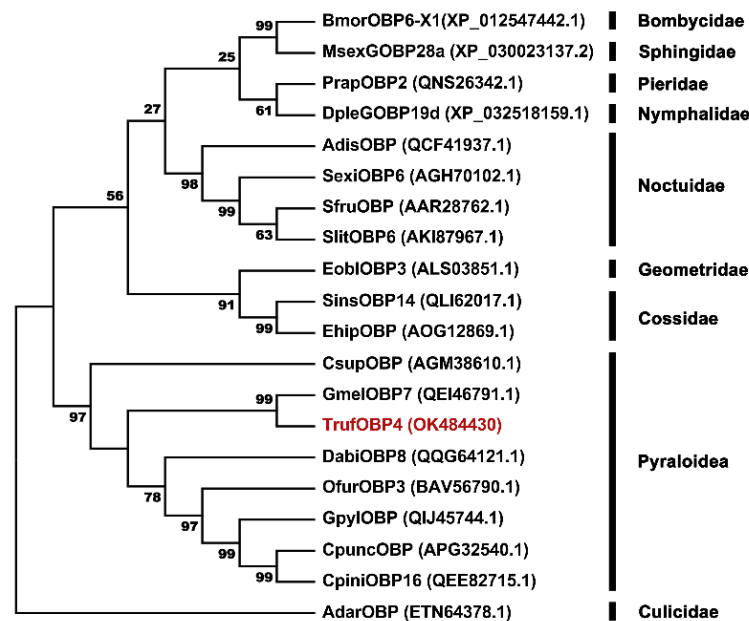 99 BmorOBP6-X1(XP_012547442.1) Bombycidae
25 MsexGOBP28a (XP_030023137.2) Sphingidae
PrapOBP2 (QNS26342.1) Pieridae
27 61 DpleGOBP19d (XP_032518159.1) Nymphalidae
AdisOBP (QCF41937.1)
98 SexiOBP6 (AGH70102.1) Noctuidae
56 99 SfruOBP (AAR28762.1)
63 SlitOBP6 (AKI87967.1)
EoblOBP3 (ALS03851.1) Geometridae
91 SinsOBP14 (QLI62017.1) Cossidae
99 EhipOBP (AOG12869.1)
CsupOBP (AGM38610.1)
97 99 GmelOBP7 (QEI46791.1)
TrufOBP4 (OK484430)
DabiOBP8 (QQG64121.1) Pyraloidea
78 OfurOBP3 (BAV56790.1)
97 GpylOBP (QIJ45744.1)
99 CpuncOBP (APG32540.1)
99 CpiniOBP16 (QEE82715.1)
AdarOBP (ETN64378.1) Culicidae